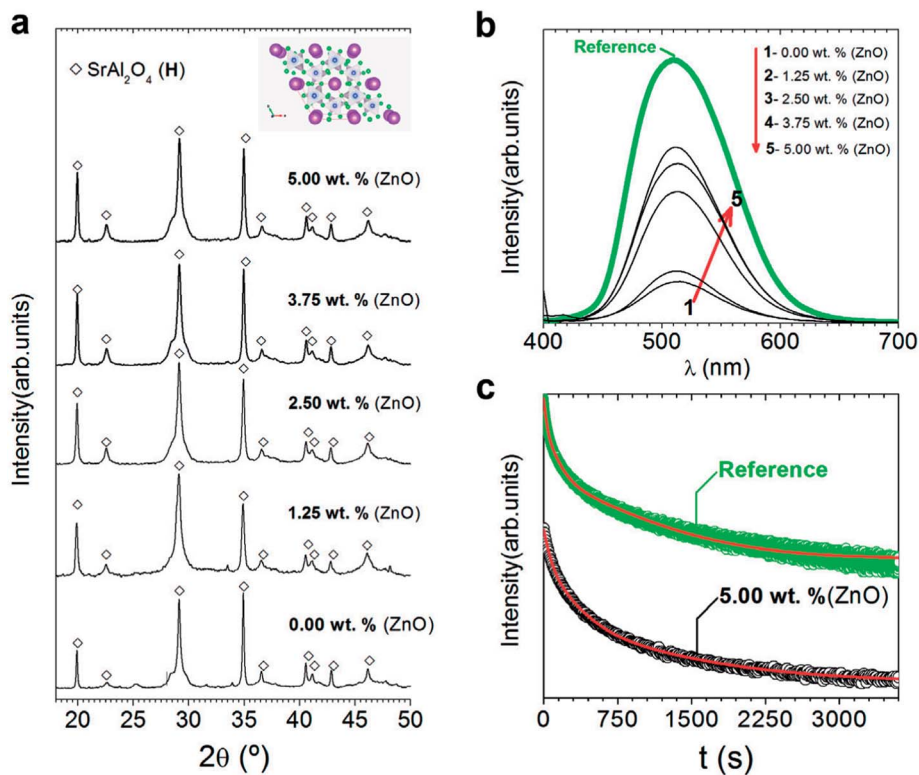 a
◇ SrAl₂O₄ (H)
5.00 wt. % (ZnO)
3.75 wt. % (ZnO)
2.50 wt. % (ZnO)
1.25 wt. % (ZnO)
0.00 wt. % (ZnO)
Intensity(arb.units)
20 25 30 35 40 45 50
2θ (º)
b
Reference
1- 0.00 wt. % (ZnO)
2- 1.25 wt. % (ZnO)
3- 2.50 wt. % (ZnO)
4- 3.75 wt. % (ZnO)
5- 5.00 wt. % (ZnO)
5
1
Intensity(arb.units)
400 500 600 700
λ (nm)
c
Reference
5.00 wt. %(ZnO)
Intensity(arb.units)
0 750 1500 2250 3000
t (s)